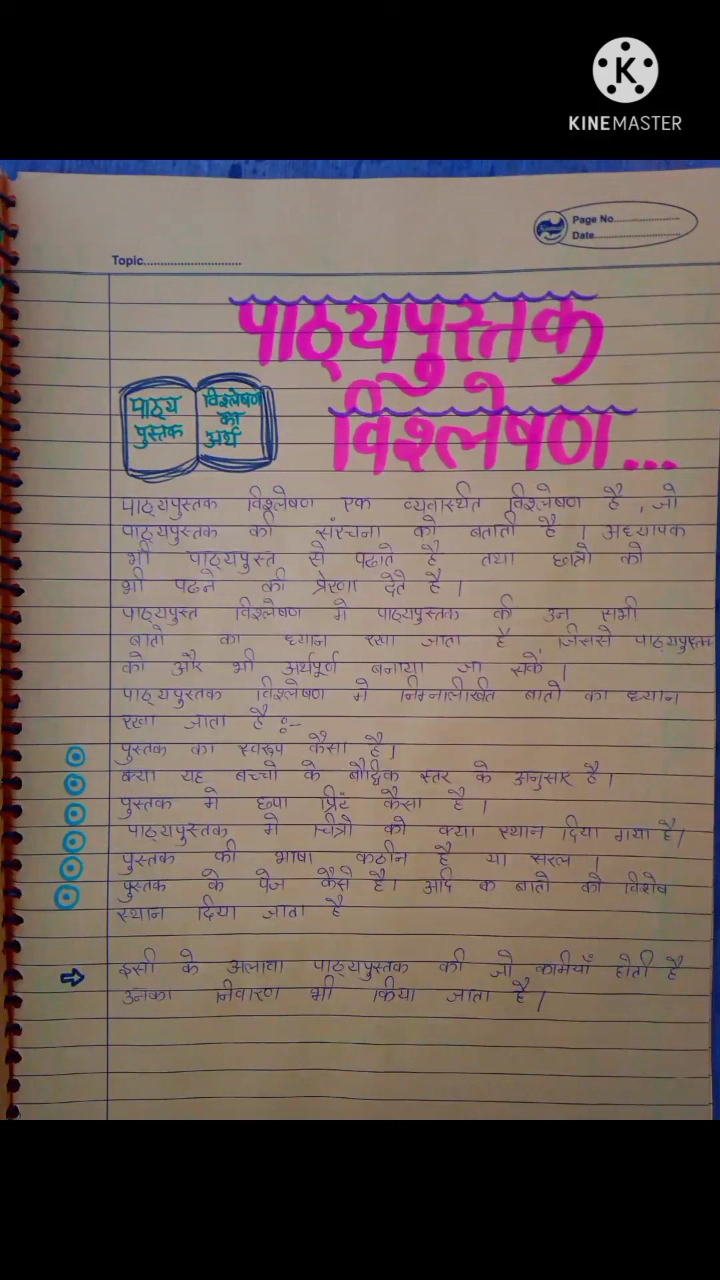 KINEMASTER
Page No.
Date
Topic
पाठ्यपुस्तक
विश्लेषण...
पाठ्य पुस्तक
विश्लेषण का अर्थ
पाठ्यपुस्तक विश्लेषण एक व्यवास्थित विश्लेषण है, जो
पाठ्यपुस्तक की संरचना को बताती है। अध्यापक
भी पाठ्यपुस्त से पढाते है तथा छात्रो को
भी पढने की प्रेरणा देते है।
पाठ्यपुस्त विश्लेषण मे पाठ्यपुस्तक की उन सभी
बातो का ध्यान रखा जाता है, जिससे पाठ्यपुस्तक
को और भी अर्थपूर्ण बनाया जा सके।
पाठ्यपुस्तक विश्लेषण मे निम्नलिखित बातो का ध्यान
रखा जाता है:-
पुस्तक का स्वरूप कैसा है।
क्या यह बच्चो के बौद्धिक स्तर के अनुसार है।
पुस्तक मे छपा प्रिंट कैसा है।
पाठ्यपुस्तक मे चित्रो को क्या स्थान दिया गया है।
पुस्तक की भाषा कठीन है या सरल।
पुस्तक के पेज कैसे है। आदि क बातो को विशेष
स्थान दिया जाता है
→ इसी के अलावा पाठ्यपुस्तक की जो कमियाँ होती है
उनका निवारण भी किया जाता है।